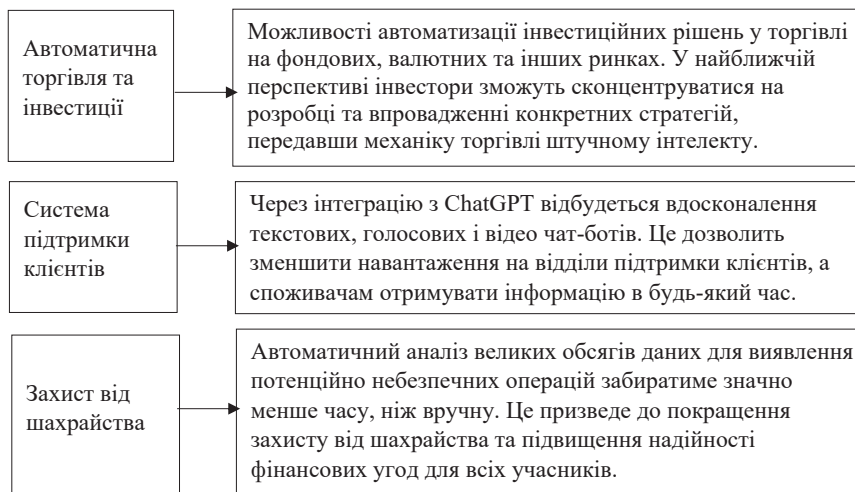 Автоматична
торгівля та
інвестиції
Можливості автоматизації інвестиційних рішень у торгівлі
на фондових, валютних та інших ринках. У найближчій
перспективі інвестори зможуть сконцентруватися на
розробці та впровадженні конкретних стратегій,
передавши механіку торгівлі штучному інтелекту.
Система
підтримки
клієнтів
Через інтеграцію з ChatGPT відбудеться вдосконалення
текстових, голосових і відео чат-ботів. Це дозволить
зменшити навантаження на відділи підтримки клієнтів, а
споживачам отримувати інформацію в будь-який час.
Захист від
шахрайства
Автоматичний аналіз великих обсягів даних для виявлення
потенційно небезпечних операцій забиратиме значно
менше часу, ніж вручну. Це призведе до покращення
захисту від шахрайства та підвищення надійності
фінансових угод для всіх учасників.